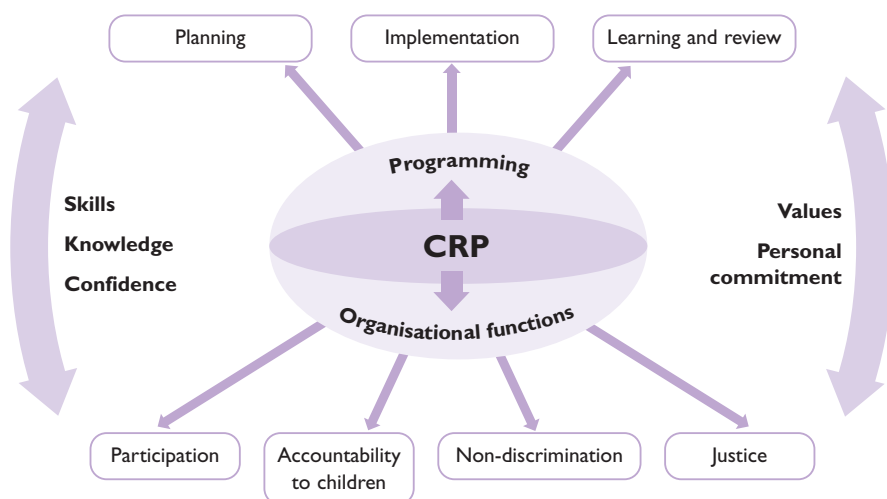 Planning
Implementation
Learning and review
Programming
Skills
Knowledge
Confidence
CRP
Values
Personal
commitment
Organisational functions
Participation
Accountability
to children
Non-discrimination
Justice